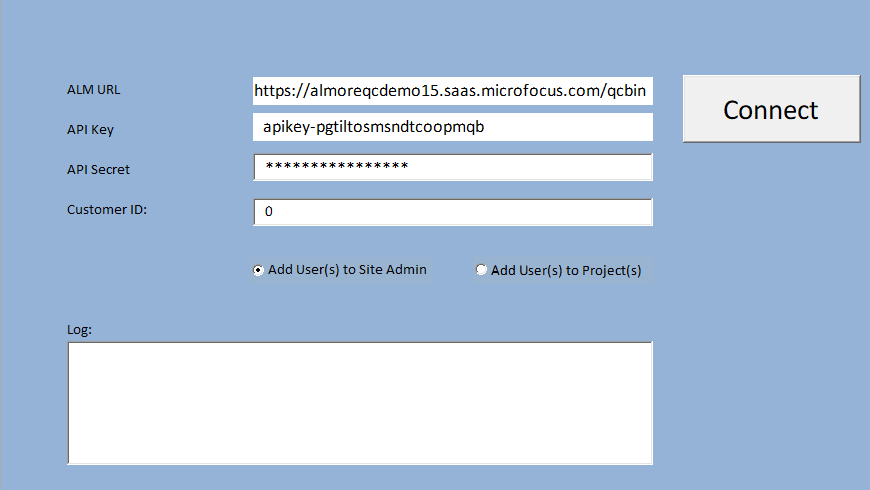 ALM URL https://almoreqcdemo15.saas.microfocus.com/qcbin
Connect
API Key apikey-pgtiltosmsndtcoopmqb
API Secret ****************
Customer ID: 0
Add User(s) to Site Admin Add User(s) to Project(s)
Log: